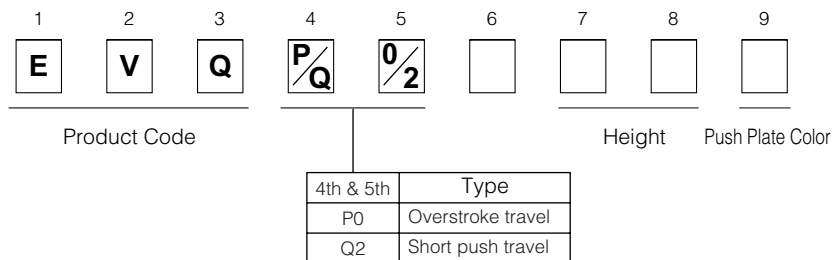 1 2 3 4 5 6 7 8 9
E V Q P/Q 0/2
Product Code Height Push Plate Color
4th & 5th Type
P0 Overstroke travel
Q2 Short push travel